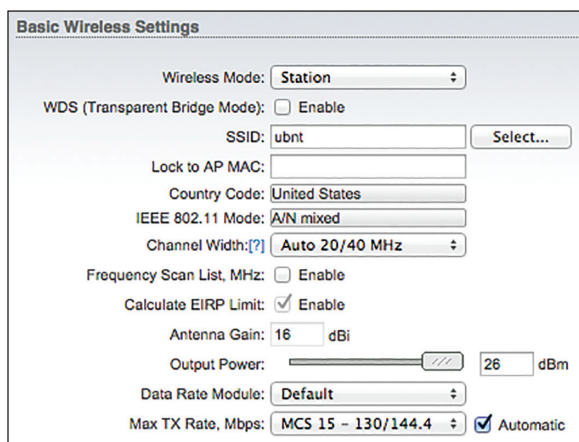 Basic Wireless Settings
Wireless Mode: Station
WDS (Transparent Bridge Mode): Enable
SSID: ubnt Select...
Lock to AP MAC:
Country Code: United States
IEEE 802.11 Mode: A/N mixed
Channel Width:[?] Auto 20/40 MHz
Frequency Scan List, MHz: Enable
Calculate EIRP Limit: Enable
Antenna Gain: 16 dBi
Output Power: 26 dBm
Data Rate Module: Default
Max TX Rate, Mbps: MCS 15 – 130/144.4 Automatic